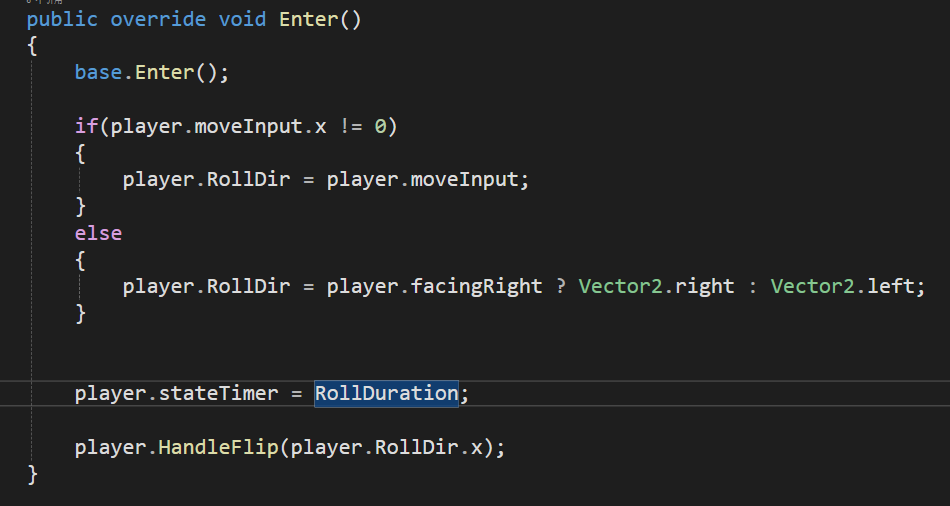 public override void Enter()
{
base.Enter();
if(player.moveInput.x != 0)
{
player.RollDir = player.moveInput;
}
else
{
player.RollDir = player.facingRight ? Vector2.right : Vector2.left;
}
player.stateTimer = RollDuration;
player.HandleFlip(player.RollDir.x);
}